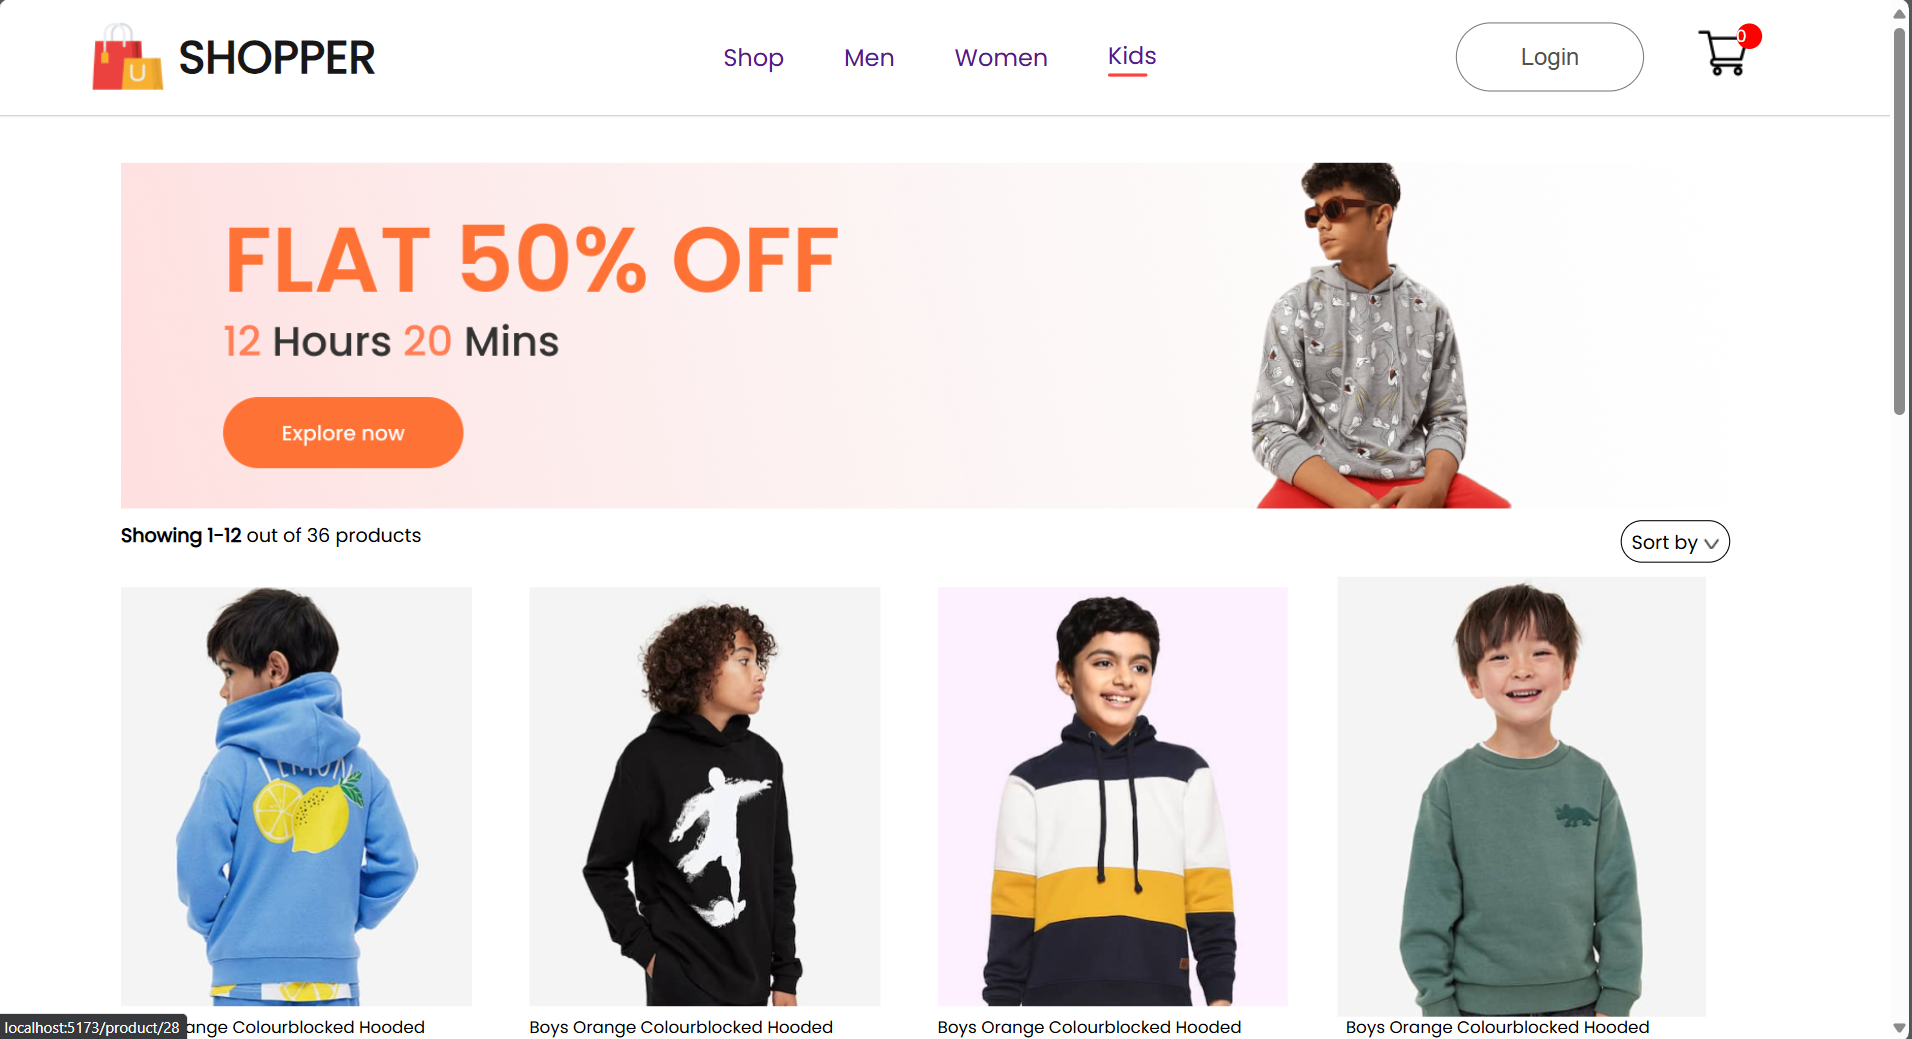 SHOPPER
Shop
Men
Women
Kids
Login
0
U
FLAT 50% OFF
12 Hours 20 Mins
Explore now
Showing 1-12 out of 36 products
Sort by
Boys Orange Colourblocked Hooded
Boys Orange Colourblocked Hooded
Boys Orange Colourblocked Hooded
ange Colourblocked Hooded
localhost:5173/product/28